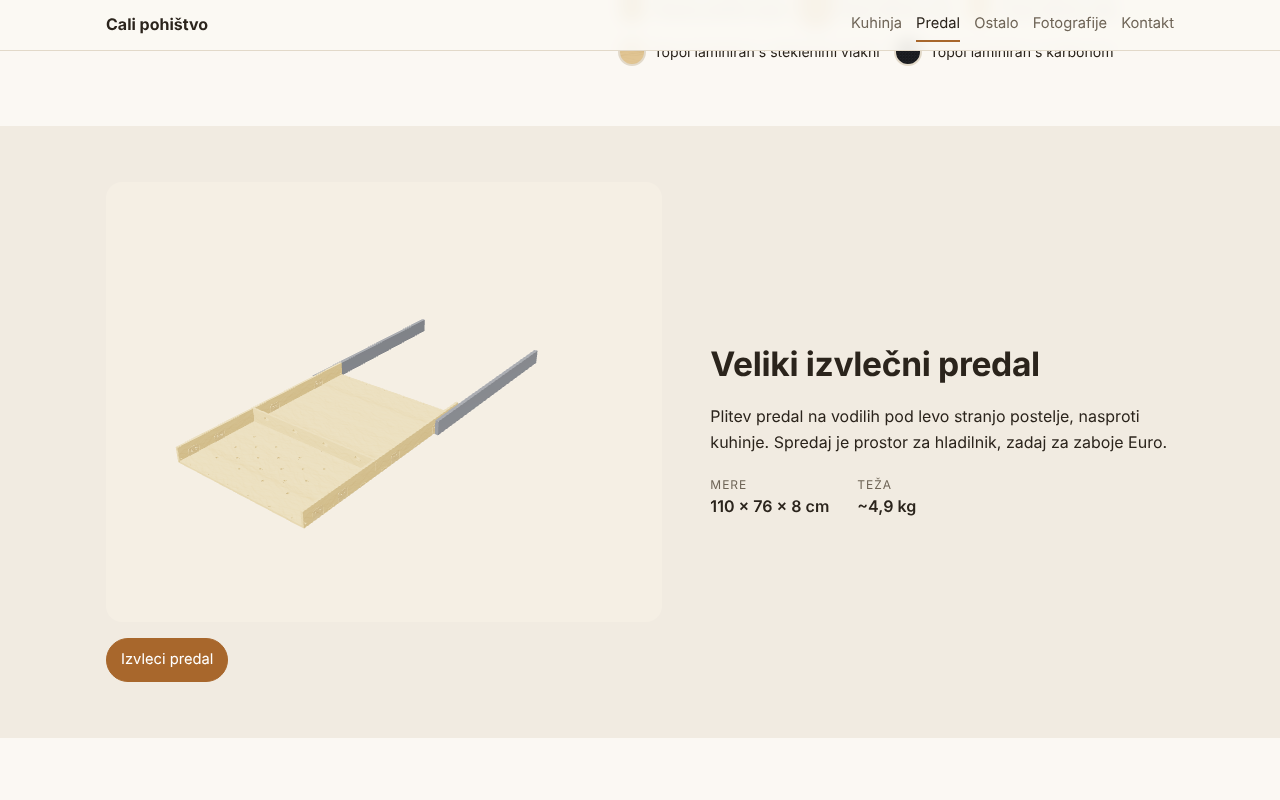 Cali pohištvo
Kuhinja Predal Ostalo Fotografije Kontakt
Topol laminiran s steklenimi vlakni Topol laminiran s karbonom
Veliki izvlečni predal
Plitev predal na vodilih pod levo stranjo postelje, nasproti
kuhinje. Spredaj je prostor za hladilnik, zadaj za zaboje Euro.
MERE TEŽA
110 × 76 × 8 cm ~4,9 kg
Izvleci predal